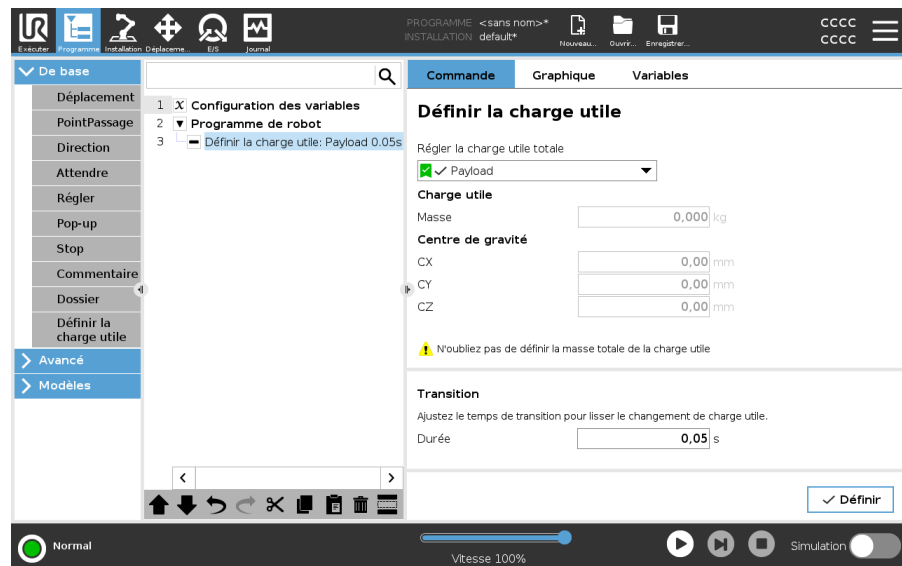 PROGRAMME <sans nom>*
INSTALLATION default*
UR
Exécuter
Programme
Installation
Déplaceme...
E/S
Journal
Nouveau...
Ouvrir...
Enregistrer...
CCCC
CCCC
De base
Déplacement
PointPassage
Direction
Attendre
Régler
Pop-up
Stop
Commentaire
Dossier
Définir la
charge utile
Avancé
Modèles
1 x Configuration des variables
2 Programme de robot
3 Définir la charge utile: Payload 0.05s
Commande Graphique Variables
Définir la charge utile
Régler la charge utile totale
Payload
Charge utile
Masse 0,000 kg
Centre de gravité
CX 0,00 mm
CY 0,00 mm
CZ 0,00 mm
N'oubliez pas de définir la masse totale de la charge utile
Transition
Ajustez le temps de transition pour lisser le changement de charge utile.
Durée 0,05 s
Définir
Normal
Vitesse 100%
Simulation